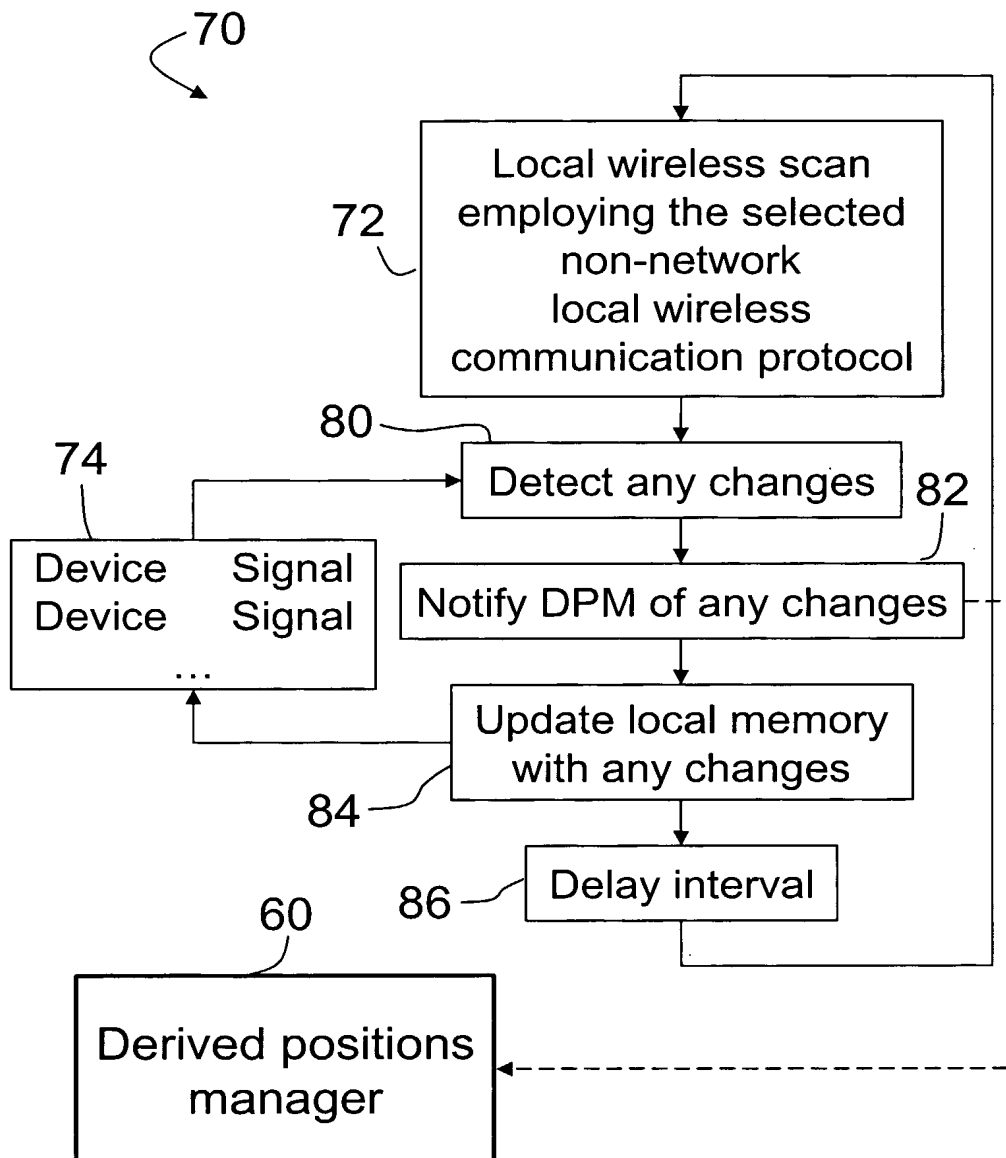 70
Local wireless scan
employing the selected
non-network
local wireless
communication protocol
72
80
Detect any changes
74
Device Signal
Device Signal
...
82
Notify DPM of any changes
Update local memory
with any changes
84
Delay interval
86
60
Derived positions
manager